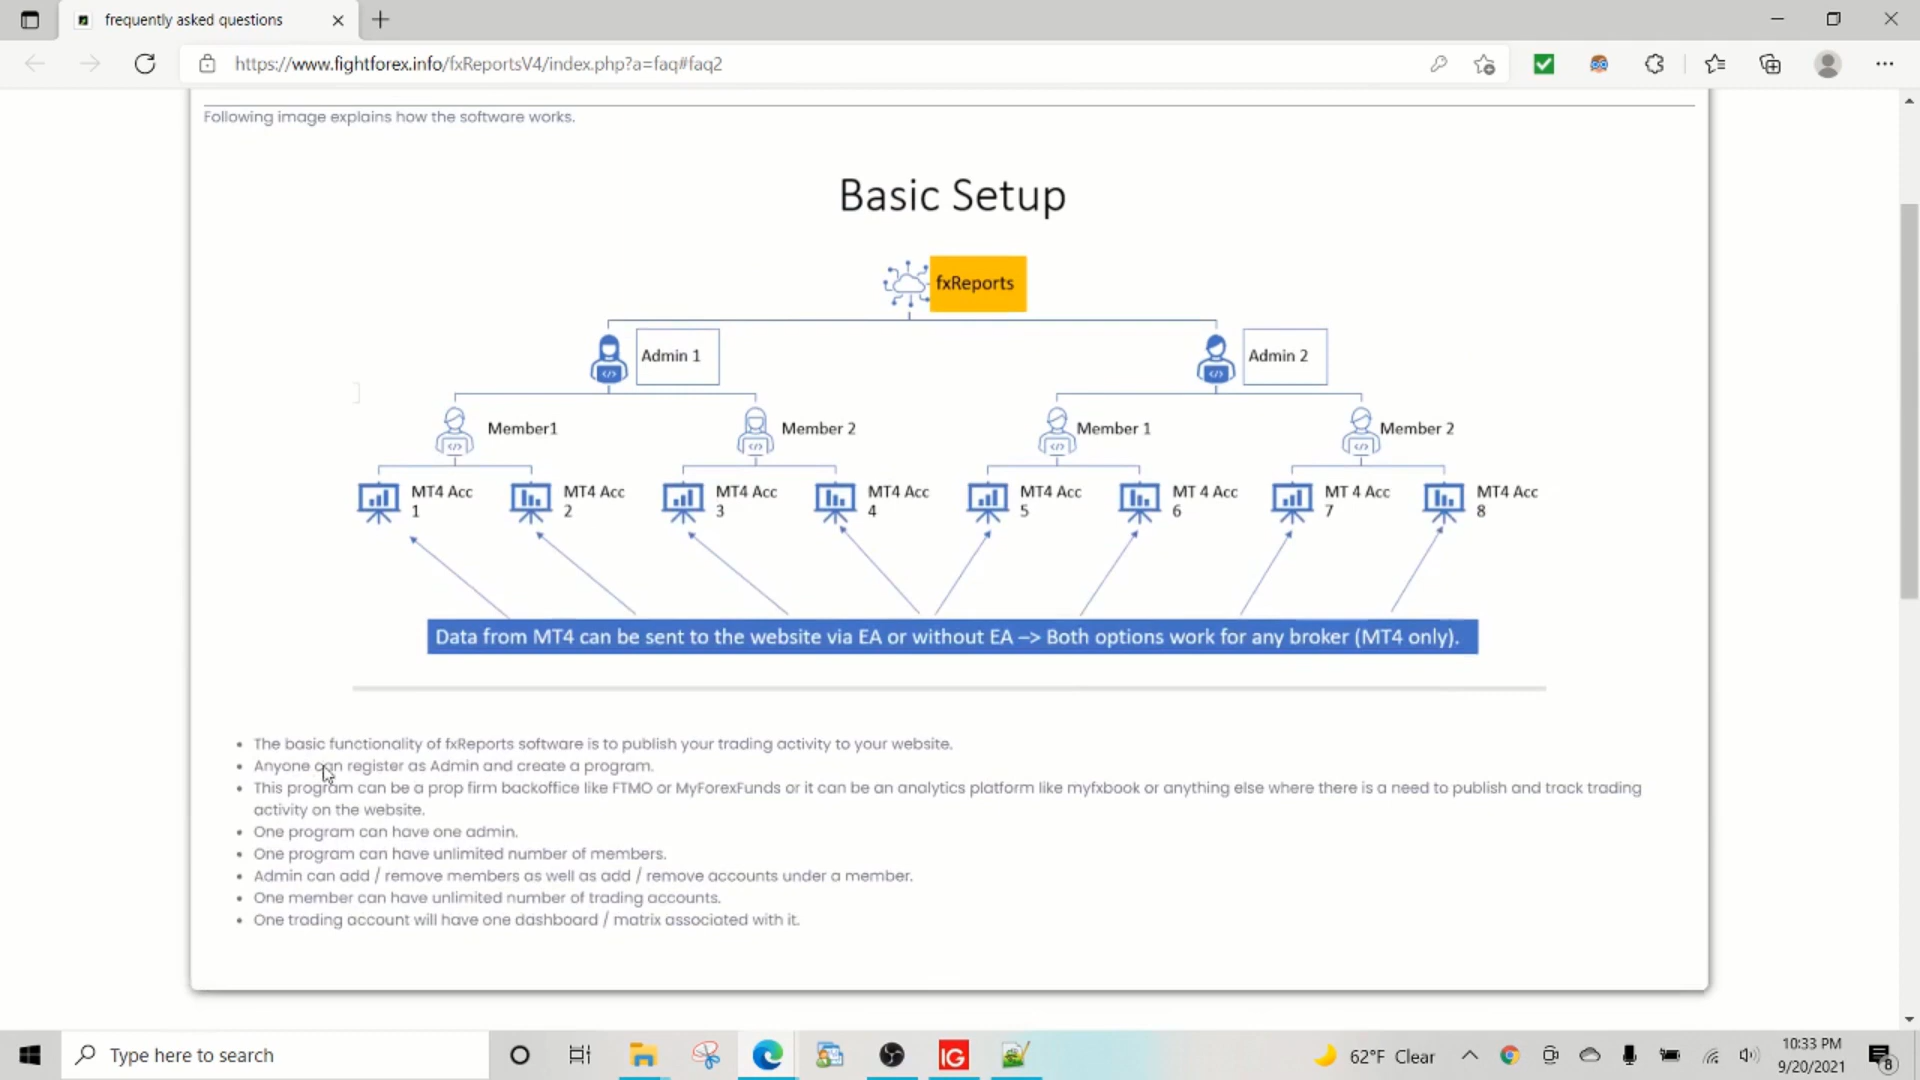 frequently asked questions
https://www.fightforex.info/fxReportsV4/index.php?a=faq#faq2
Following image explains how the software works.
Basic Setup
fxReports
Admin 1
Admin 2
Member1
Member 2
Member 1
Member 2
MT4 Acc
1
MT4 Acc
2
MT4 Acc
3
MT4 Acc
4
MT4 Acc
5
MT 4 Acc
6
MT 4 Acc
7
MT4 Acc
8
Data from MT4 can be sent to the website via EA or without EA –> Both options work for any broker (MT4 only).
• The basic functionality of fxReports software is to publish your trading activity to your website.
• Anyone can register as Admin and create a program.
• This program can be a prop firm backoffice like FTMO or MyForexFunds or it can be an analytics platform like myfxbook or anything else where there is a need to publish and track trading
activity on the website.
• One program can have one admin.
• One program can have unlimited number of members.
• Admin can add / remove members as well as add / remove accounts under a member.
• One member can have unlimited number of trading accounts.
• One trading account will have one dashboard / matrix associated with it.
Type here to search
IG
62°F Clear
10:33 PM
9/20/2021
8